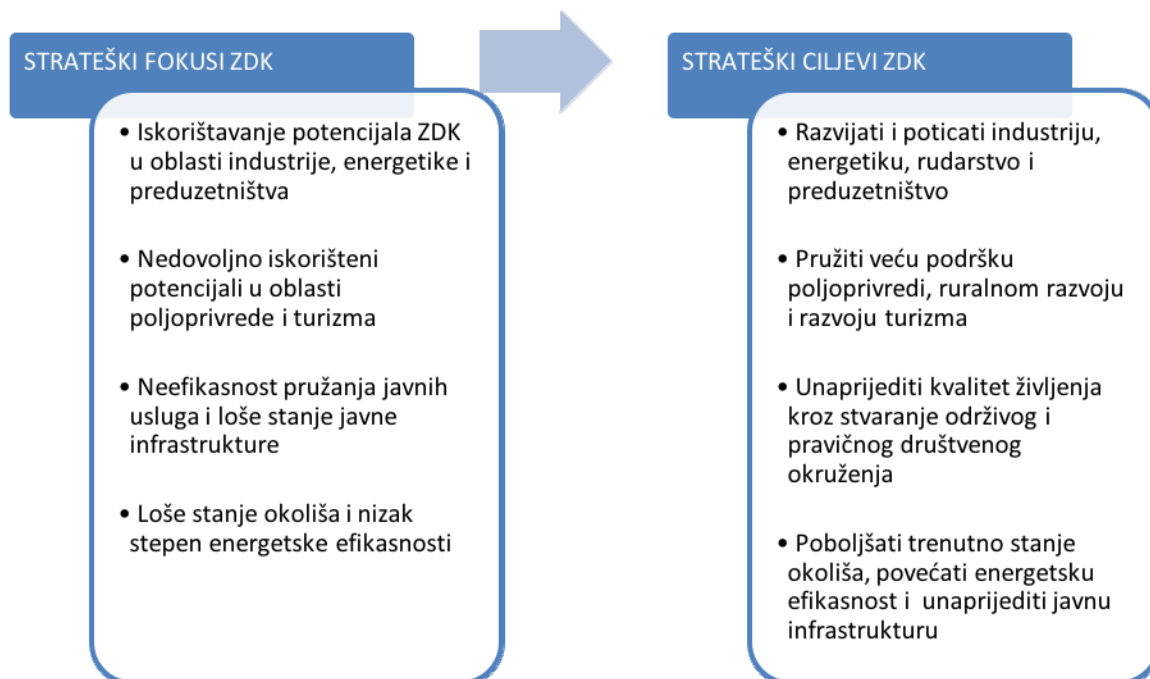 STRATEŠKI FOKUSI ZDK
• Iskorištavanje potencijala ZDK
u oblasti industrije, energetike i
preduzetništva
• Nedovoljno iskorišteni
potencijali u oblasti
poljoprivrede i turizma
• Neefikasnost pružanja javnih
usluga i loše stanje javne
infrastrukture
• Loše stanje okoliša i nizak
stepen energetske efikasnosti
STRATEŠKI CILJEVI ZDK
• Razvijati i poticati industriju,
energetiku, rudarstvo i
preduzetništvo
• Pružiti veću podršku
poljoprivredi, ruralnom razvoju
i razvoju turizma
• Unaprijediti kvalitet življenja
kroz stvaranje održivog i
pravičnog društvenog
okruženja
• Poboljšati trenutno stanje
okoliša, povećati energetsku
efikasnost i  unaprijediti javnu
infrastrukturu